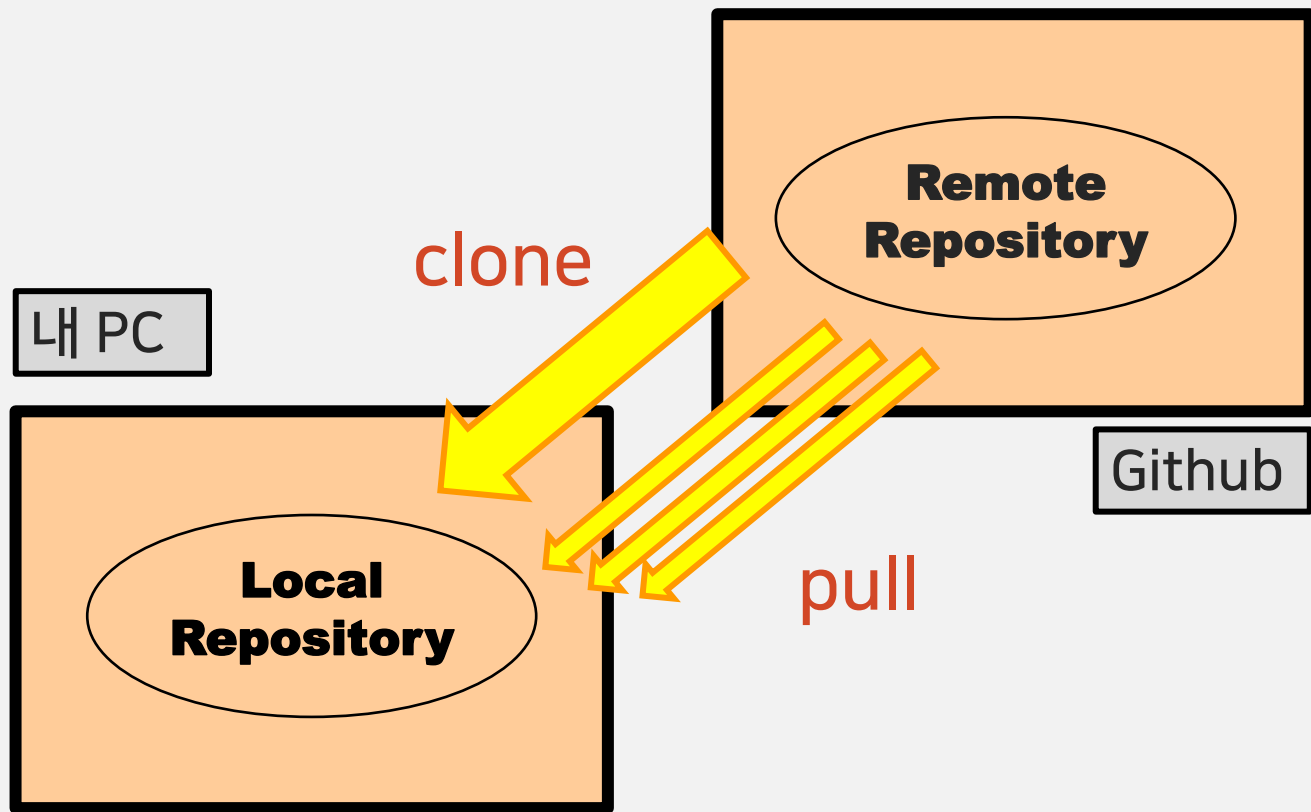 Remote
Repository
clone
내 PC
Github
Local
Repository
pull